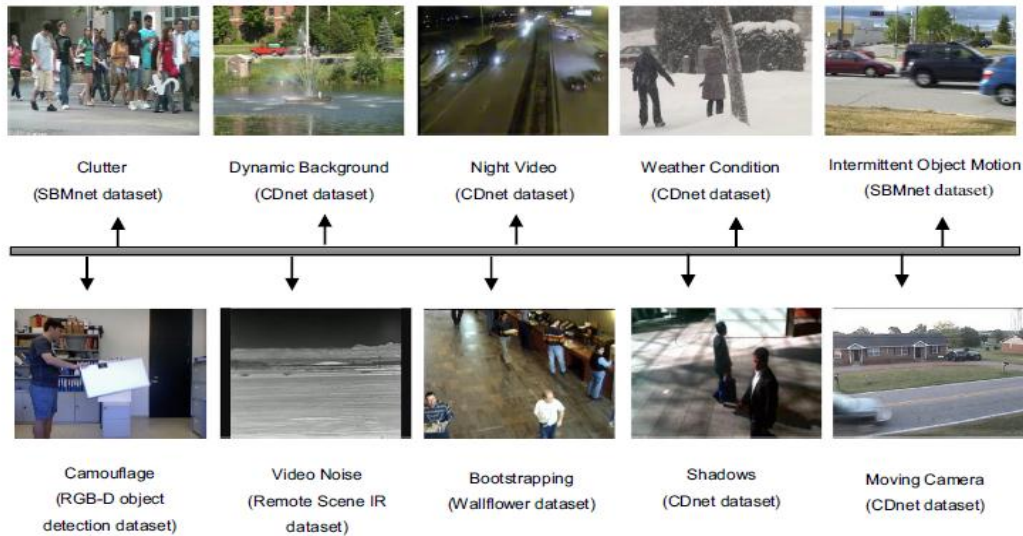 Clutter
(SBMnet dataset)
Dynamic Background
(CDnet dataset)
Night Video
(CDnet dataset)
Weather Condition
(CDnet dataset)
Intermittent Object Motion
(SBMnet dataset)
Camouflage
(RGB-D object
detection dataset)
Video Noise
(Remote Scene IR
dataset)
Bootstrapping
(Wallflower dataset)
Shadows
(CDnet dataset)
Moving Camera
(CDnet dataset)